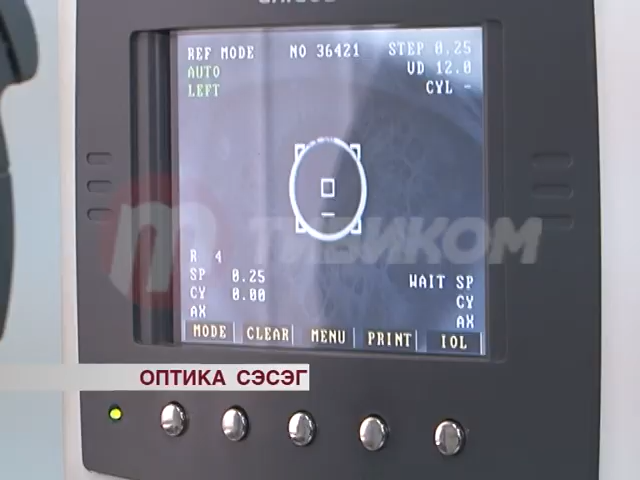 REF MODE NO 36421 STEP 0.25
AUTO VD 12.0
LEFT CYL -
ТИВИКОМ
R 4
SP 0.25 WAIT SP
CY 0.00 CY
AX AX
MODE CLEAR MENU PRINT IOL
ОПТИКА СЭСЭГ